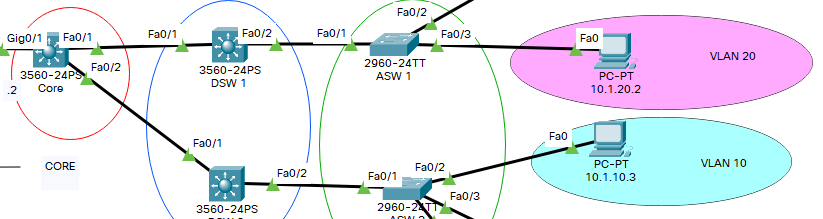 Fa0/2
Gig0/1
Fa0/1
Fa0/1
Fa0/2
Fa0/1
Fa0/3
Fa0
VLAN 20
3560-24PS
Core
Fa0/2
3560-24PS
DSW 1
2960-24TT
ASW 1
PC-PT
10.1.20.2
.2
Fa0
Fa0/1
CORE
PC-PT
10.1.10.3
VLAN 10
Fa0/2
Fa0/1
Fa0/2
Fa0/3
3560-24PS
2960-24TT